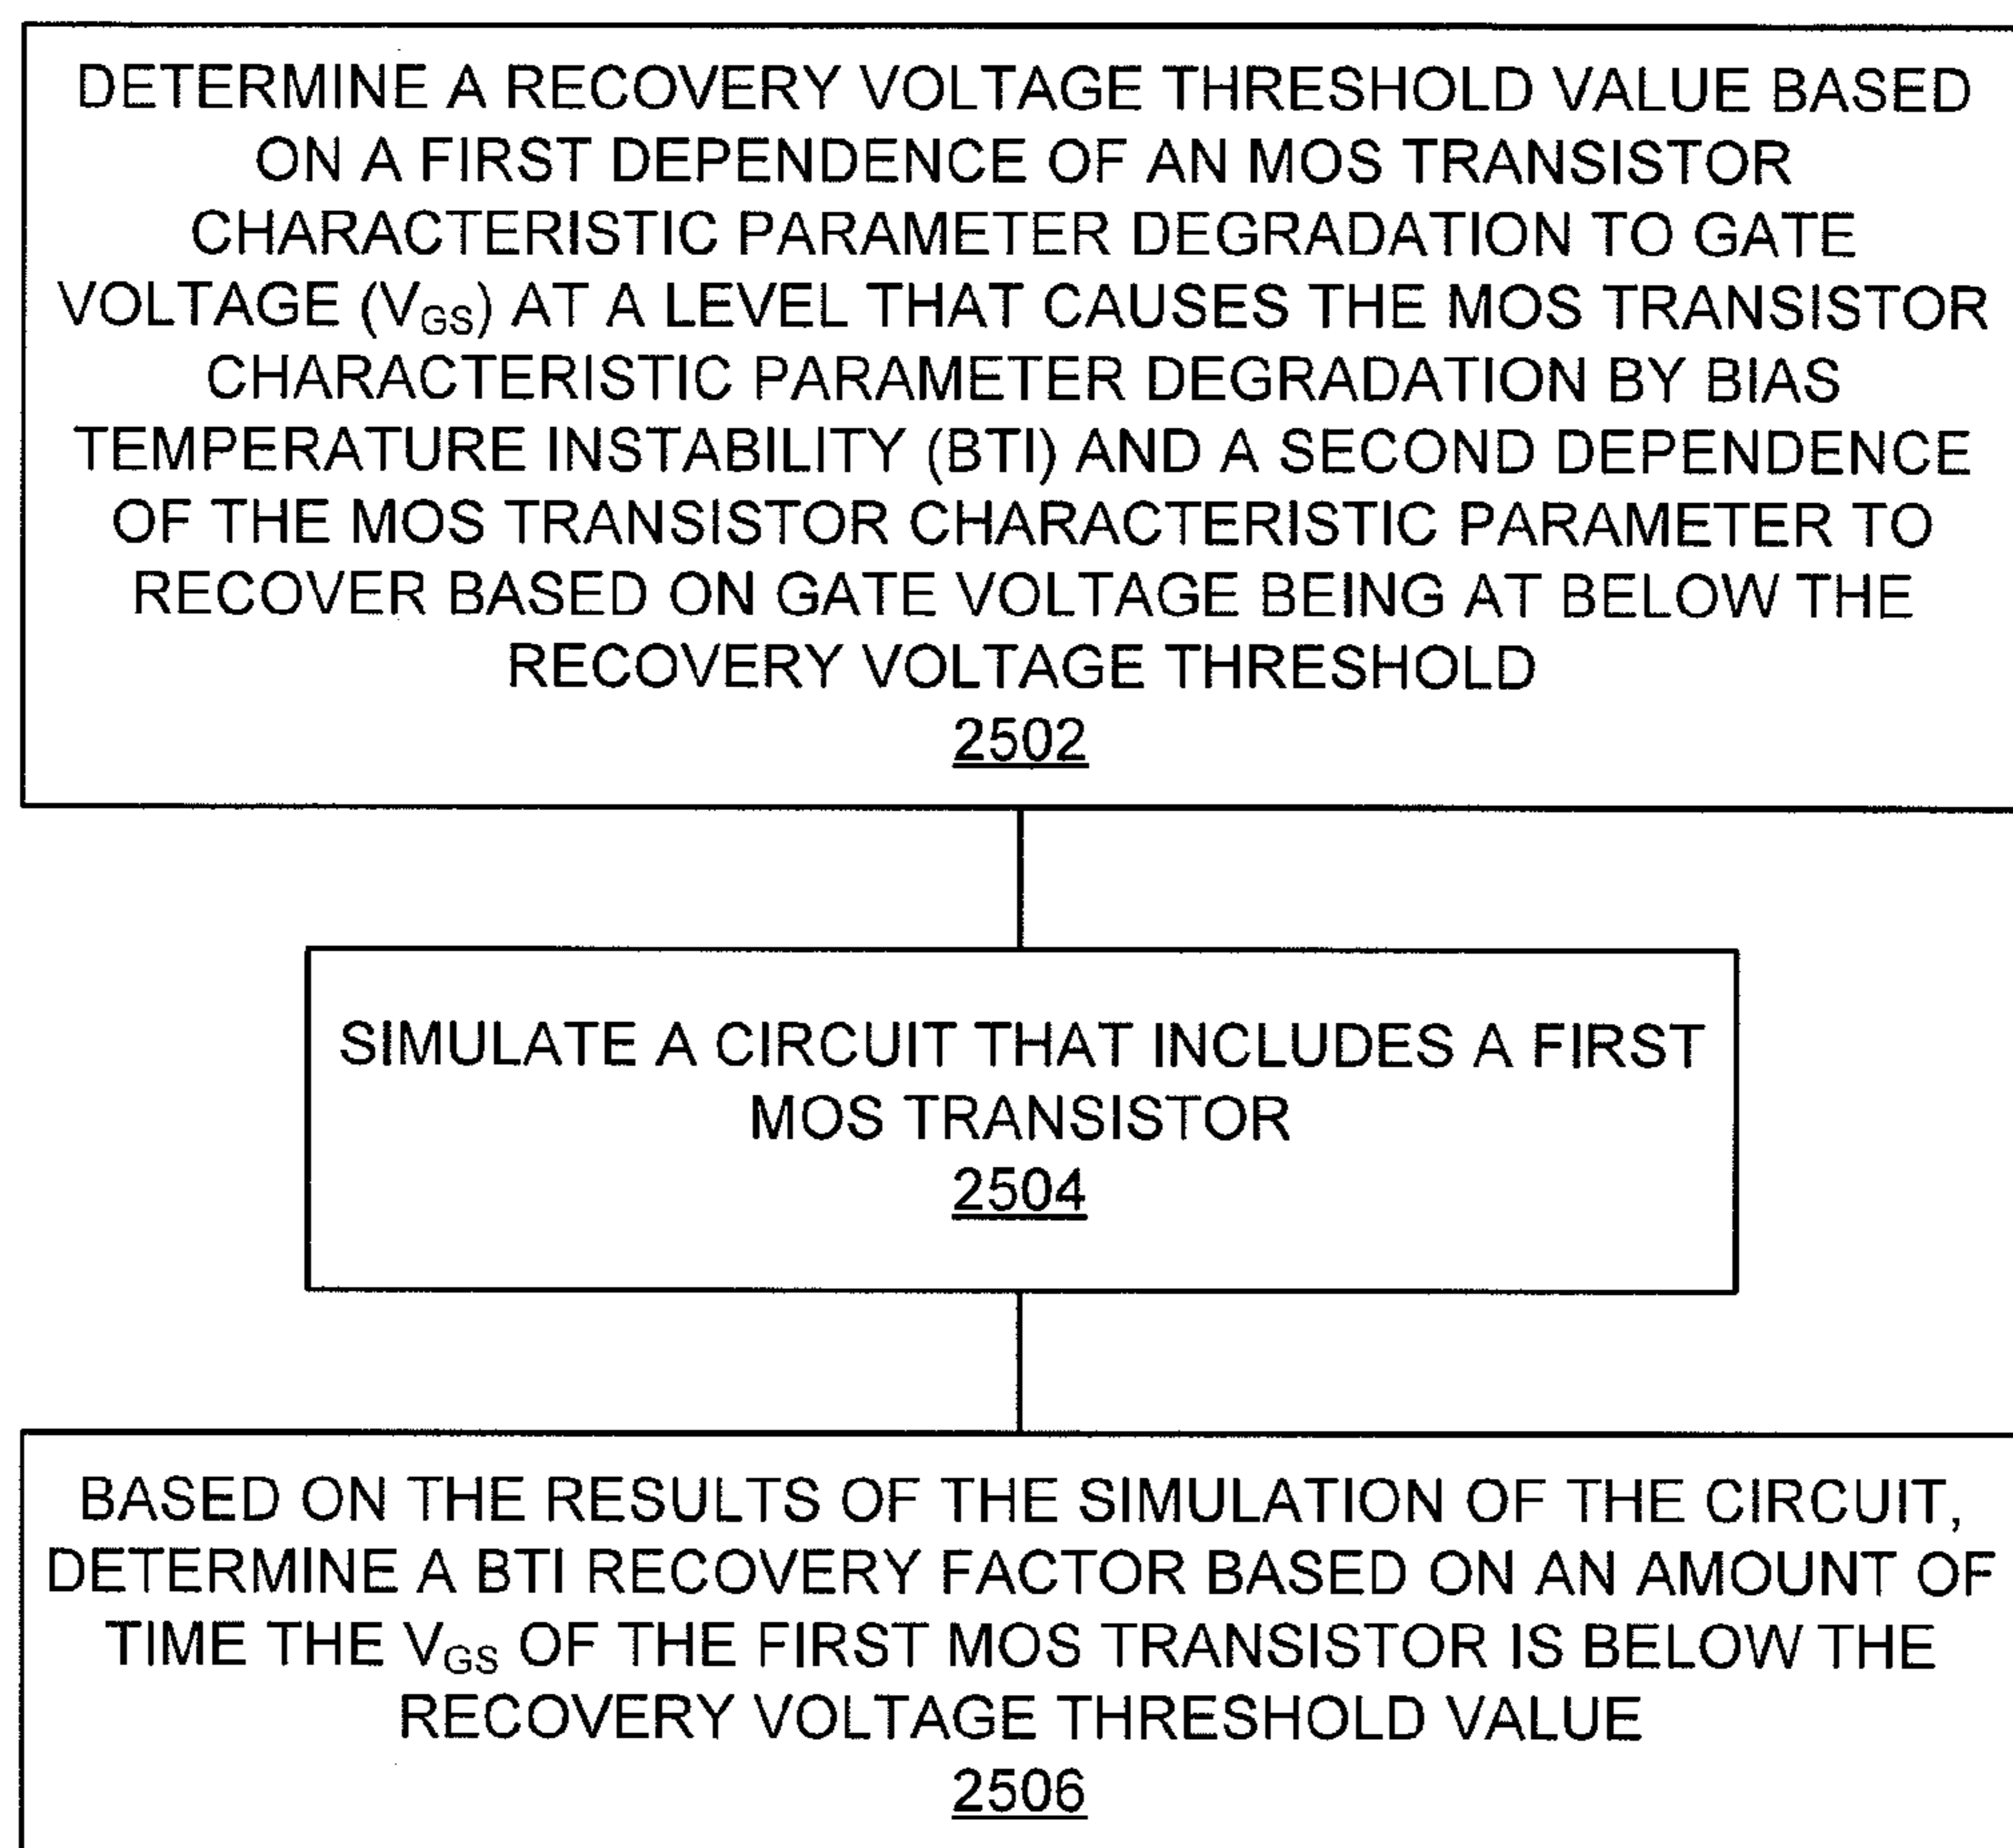 DETERMINE A RECOVERY VOLTAGE THRESHOLD VALUE BASED
ON A FIRST DEPENDENCE OF AN MOS TRANSISTOR
CHARACTERISTIC PARAMETER DEGRADATION TO GATE
VOLTAGE (VGS) AT A LEVEL THAT CAUSES THE MOS TRANSISTOR
CHARACTERISTIC PARAMETER DEGRADATION BY BIAS
TEMPERATURE INSTABILITY (BTI) AND A SECOND DEPENDENCE
OF THE MOS TRANSISTOR CHARACTERISTIC PARAMETER TO
RECOVER BASED ON GATE VOLTAGE BEING AT BELOW THE
RECOVERY VOLTAGE THRESHOLD
2502
SIMULATE A CIRCUIT THAT INCLUDES A FIRST
MOS TRANSISTOR
2504
BASED ON THE RESULTS OF THE SIMULATION OF THE CIRCUIT,
DETERMINE A BTI RECOVERY FACTOR BASED ON AN AMOUNT OF
TIME THE VGS OF THE FIRST MOS TRANSISTOR IS BELOW THE
RECOVERY VOLTAGE THRESHOLD VALUE
2506